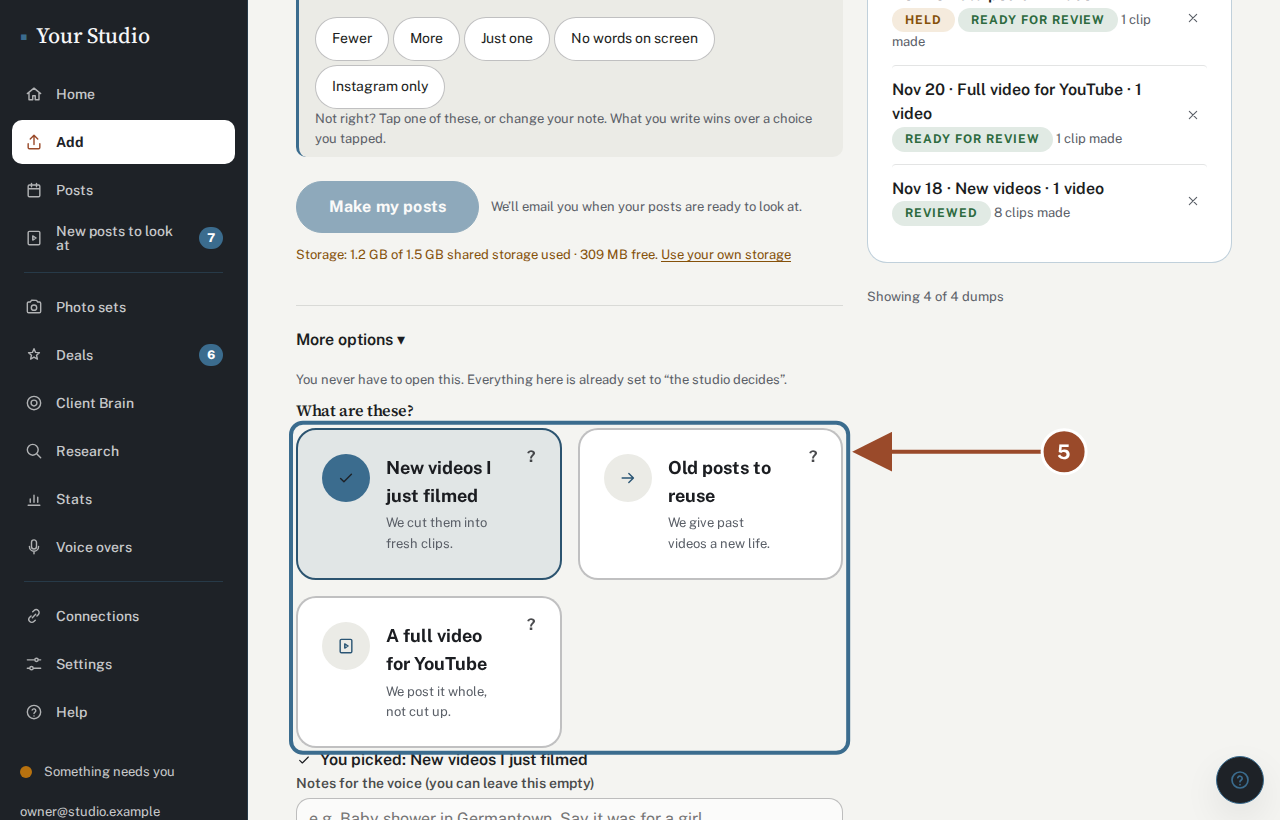 Your Studio
Home
Add
Posts
New posts to look
at
7
Photo sets
Deals
6
Client Brain
Research
Stats
Voice overs
Connections
Settings
Help
Something needs you
owner@studio.example
Fewer
More
Just one
No words on screen
Instagram only
Not right? Tap one of these, or change your note. What you write wins over a choice
you tapped.
Make my posts
We'll email you when your posts are ready to look at.
Storage: 1.2 GB of 1.5 GB shared storage used · 309 MB free. Use your own storage
More options ▾
You never have to open this. Everything here is already set to “the studio decides”.
What are these?
New videos I
just filmed
?
We cut them into
fresh clips.
Old posts to
reuse
?
We give past
videos a new life.
A full video
for YouTube
?
We post it whole,
not cut up.
5
You picked: New videos I just filmed
Notes for the voice (you can leave this empty)
e.g. Baby shower in Germantown. Say it was for a girl.
HELD
READY FOR REVIEW
1 clip
made
Nov 20 · Full video for YouTube · 1
video
READY FOR REVIEW
1 clip made
Nov 18 · New videos · 1 video
REVIEWED
8 clips made
Showing 4 of 4 dumps